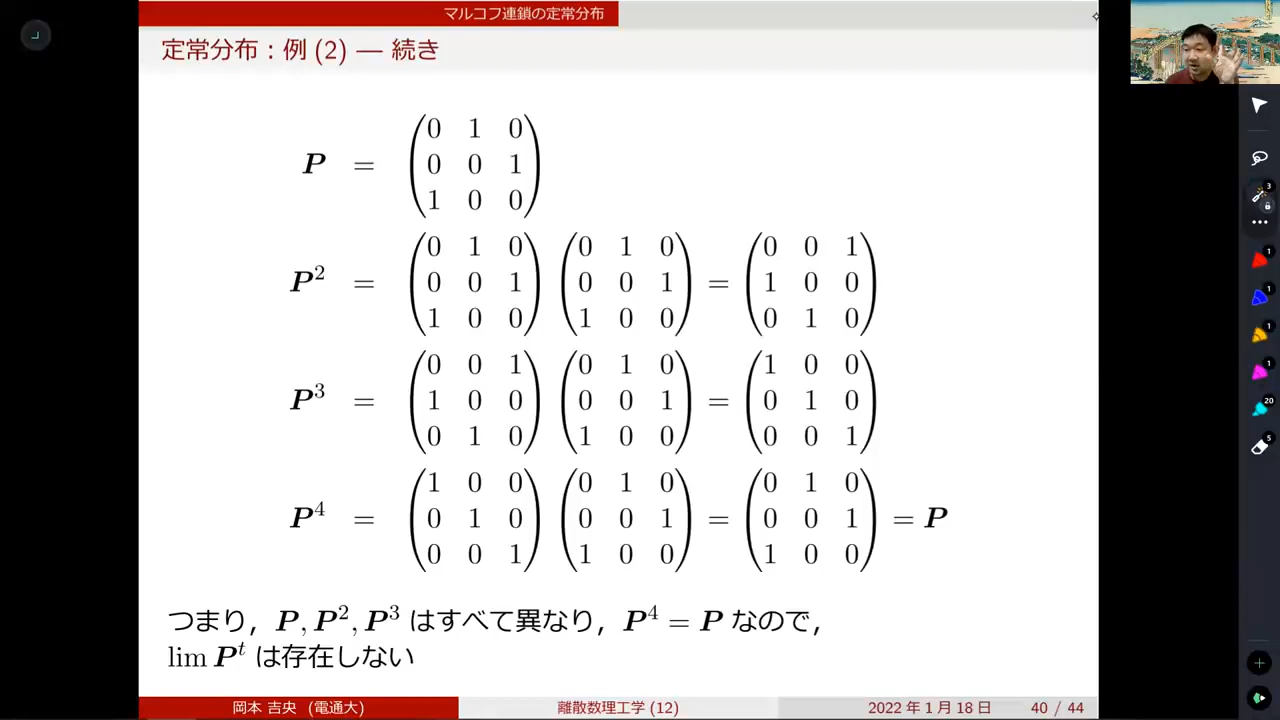 マルコフ連鎖の定常分布
定常分布 : 例 (2) — 続き
P = (0 1 0
0 0 1
1 0 0)
P² = (0 1 0
0 0 1
1 0 0) (0 1 0
0 0 1
1 0 0) = (0 0 1
1 0 0
0 1 0)
P³ = (0 0 1
1 0 0
0 1 0) (0 1 0
0 0 1
1 0 0) = (1 0 0
0 1 0
0 0 1)
P⁴ = (1 0 0
0 1 0
0 0 1) (0 1 0
0 0 1
1 0 0) = (0 1 0
0 0 1
1 0 0) = P
つまり，P, P², P³ はすべて異なり，P⁴ = P なので，
lim Pᵗ は存在しない
岡本 吉央 (電通大) 離散数理工学 (12) 2022 年 1 月 18 日 40 / 44
3
1
1
1
1
20
5